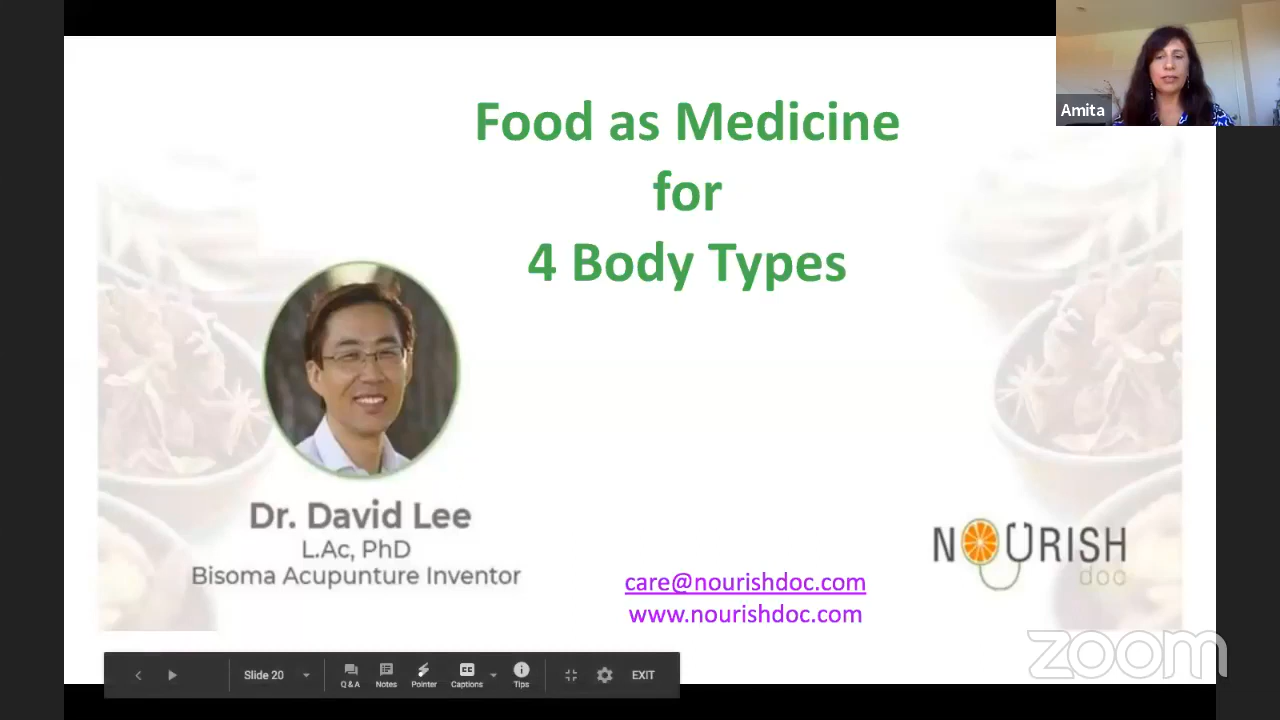 Food as Medicine
for
4 Body Types
Amita
Dr. David Lee
L.Ac, PhD
Bisoma Acupunture Inventor
care@nourishdoc.com
www.nourishdoc.com
NOURISH
doc
zoom
Slide 20
Q & A
Notes
Pointer
CC
Captions
Tips
EXIT